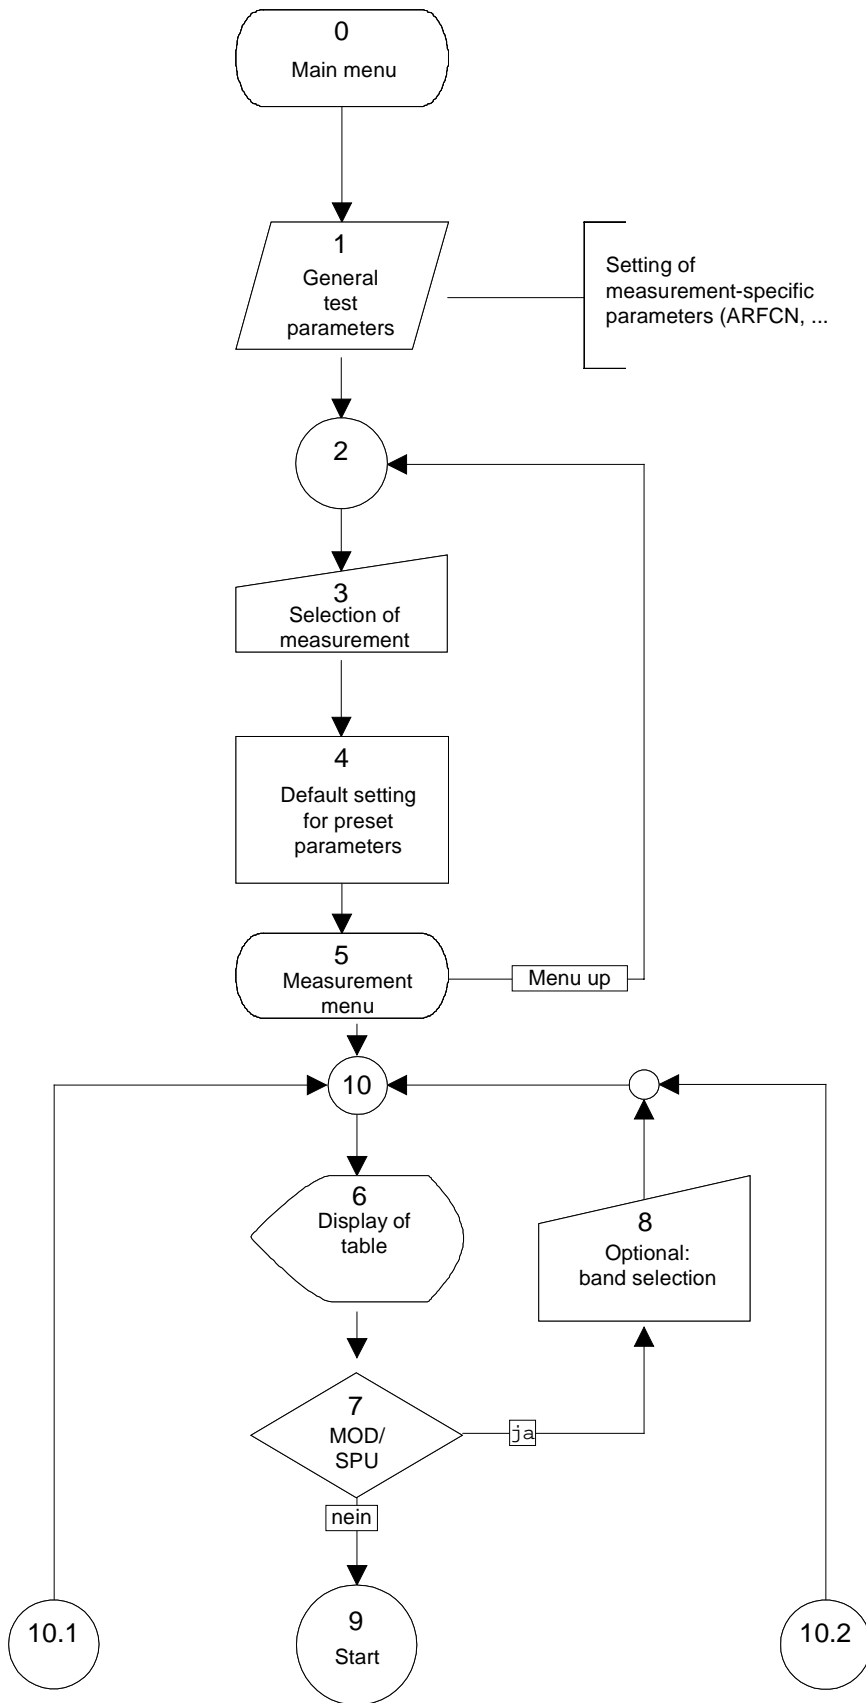 0
Main menu
1
General
test
parameters
Setting of
measurement-specific
parameters (ARFCN, ...
2
3
Selection of
measurement
4
Default setting
for preset
parameters
5
Measurement
menu
Menu up
10
6
Display of
table
8
Optional:
band selection
7
MOD/
SPU
ja
nein
10.1
9
Start
10.2